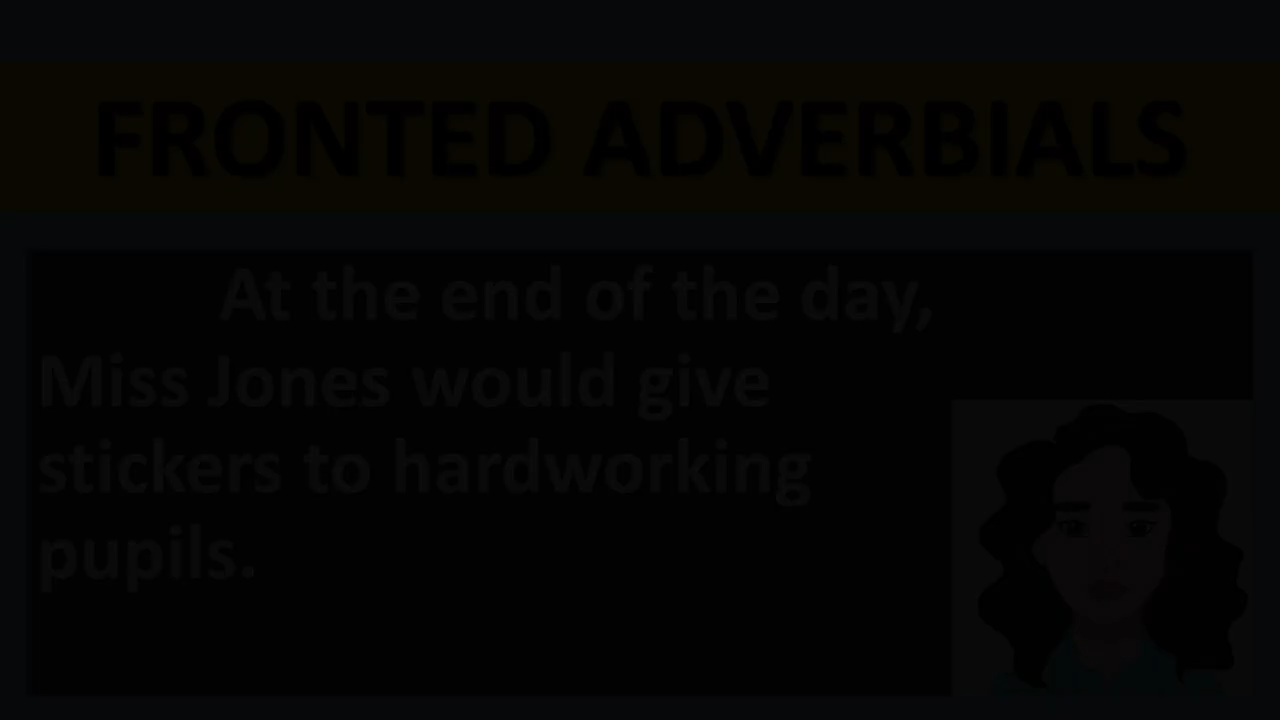 FRONTED ADVERBIALS
At the end of the day,
Miss Jones would give
stickers to hardworking
pupils.